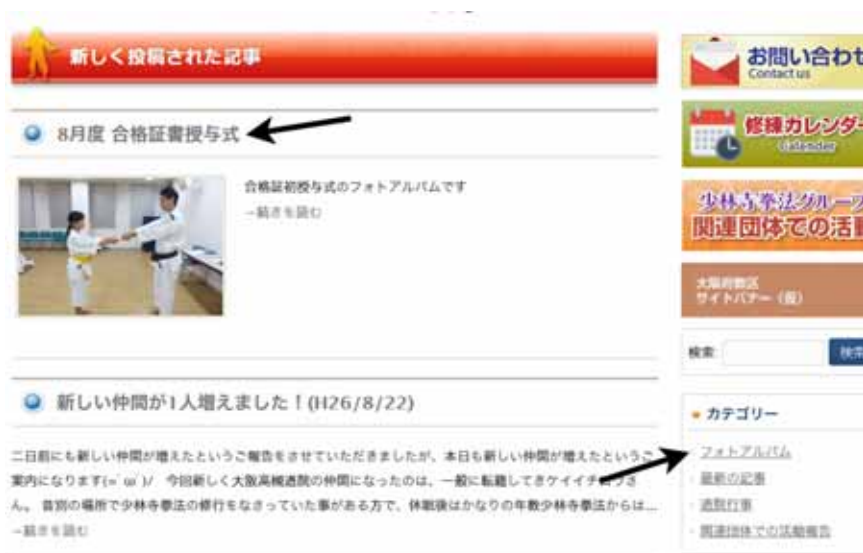 新しく投稿された記事
8月度 合格証書授与式
合格証初授与式のフォトアルバムです
→続きを読む
新しい仲間が1人増えました！(H26/8/22)
二日前にも新しい仲間が増えたというご報告をさせていただきましたが、本日も新しい仲間が増えたというご
案内になります(=´ω`)/ 今回新しく大阪高槻道院の仲間になったのは、一般に転籍してきケイイチロウさ
ん。 昔別の場所で少林寺拳法の修行をなさっていた事がある方で、休眠後はかなりの年数少林寺拳法からは...
→続きを読む
お問い合わせ
Contact us
修練カレンダー
Calender
少林寺拳法グループ
関連団体での活動
大阪府教区
サイトバナー（仮）
検索:
検索
カテゴリー
フォトアルバム
最新の記事
道院行事
関連団体での活動報告